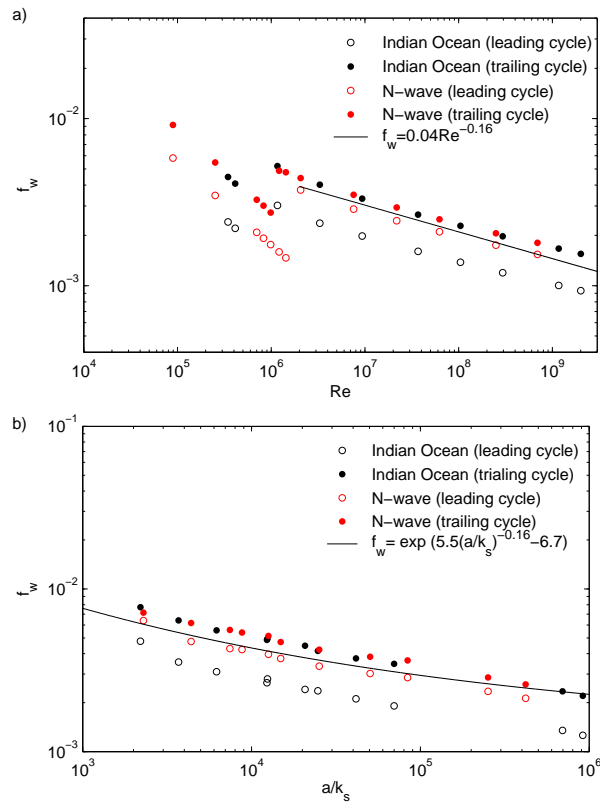 a)
Indian Ocean (leading cycle)
Indian Ocean (trailing cycle)
N−wave (leading cycle)
N−wave (trailing cycle)
f_w=0.04Re^−0.16
10^−2
10^−3
f_w
10^4 10^5 10^6 10^7 10^8 10^9
Re
b)
10^−1
Indian Ocean (leading cycle)
Indian Ocean (trialing cycle)
N−wave (leading cycle)
N−wave (trailing cycle)
f_w= exp (5.5(a/k_s)^−0.16−6.7)
10^−2
10^−3
f_w
10^3 10^4 10^5 10^6
a/k_s